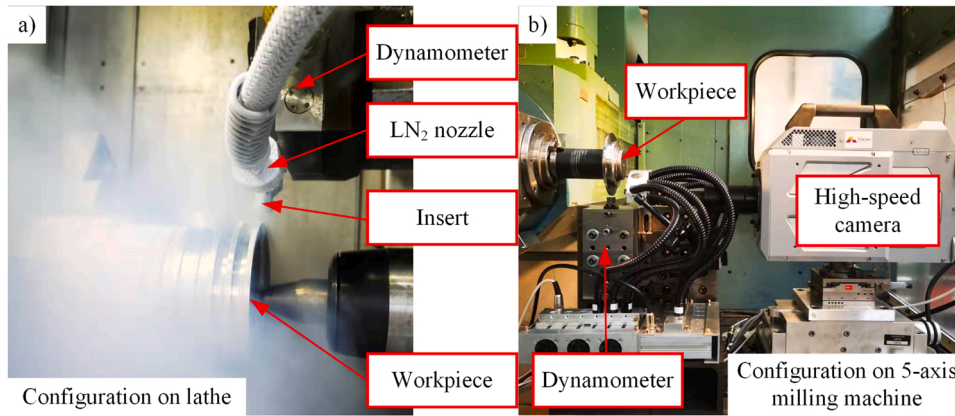 a)
Dynamometer
LN₂ nozzle
Insert
Workpiece
Configuration on lathe
b)
Workpiece
High-speed
camera
Dynamometer
Configuration on 5-axis
milling machine